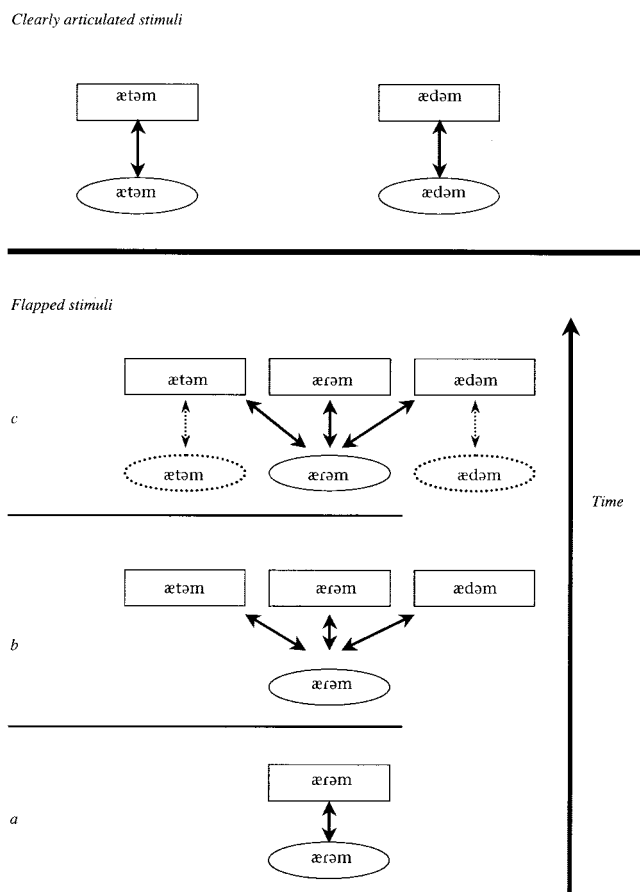 Clearly articulated stimuli
ætəm ædəm
ætəm ædəm
Flapped stimuli
ætəm æɾəm ædəm
c
ætəm æɾəm ædəm
Time
ætəm æɾəm ædəm
b
æɾəm
æɾəm
a
æɾəm